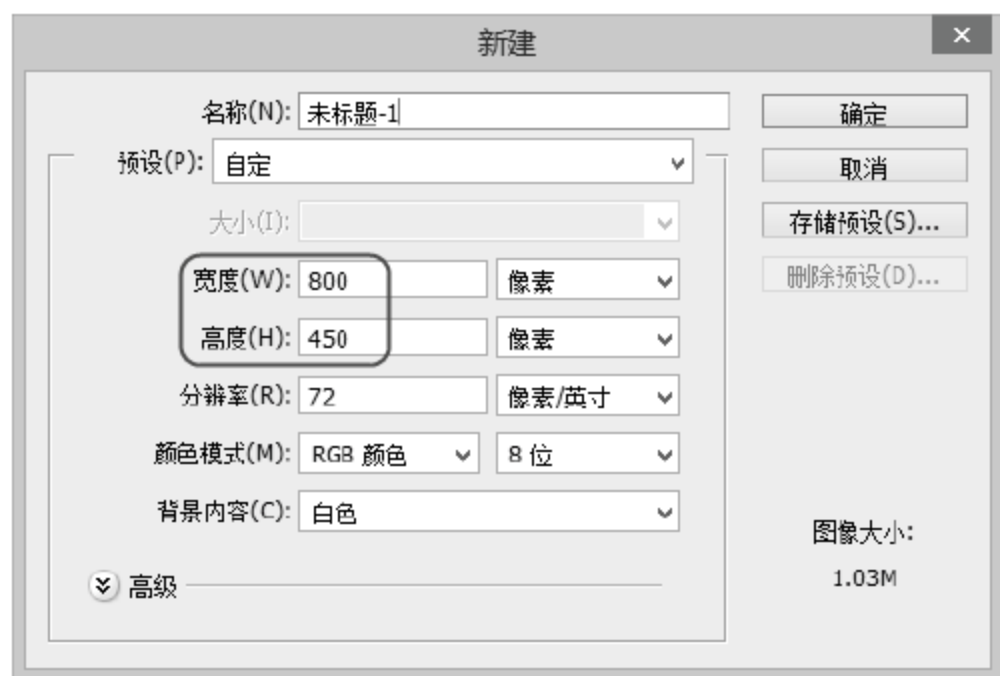 新建
名称(N): 未标题-1 确定
预设(P): 自定 取消
大小(I): 存储预设(S)...
宽度(W): 800 像素 删除预设(D)...
高度(H): 450 像素
分辨率(R): 72 像素/英寸
颜色模式(M): RGB 颜色 8 位
背景内容(C): 白色
图像大小:
高级 1.03M